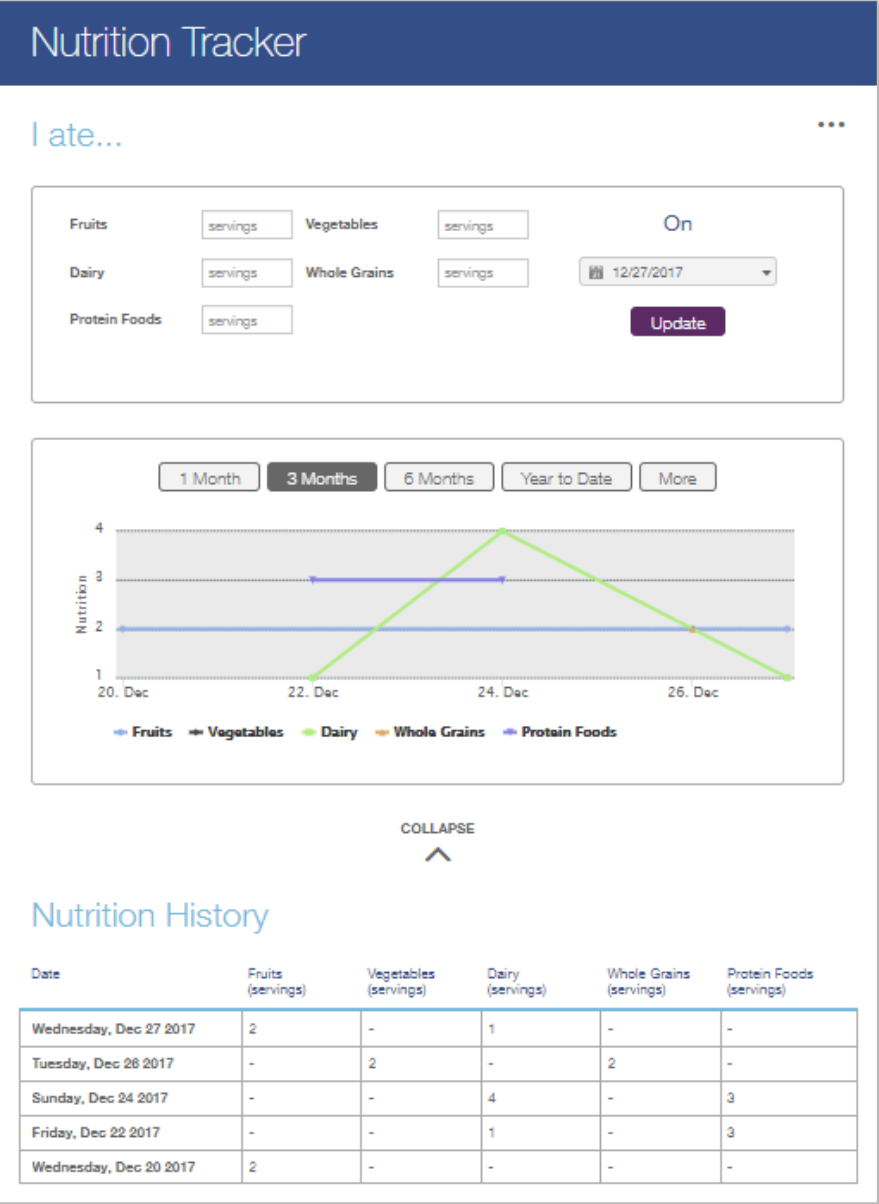 Nutrition Tracker
I ate...
Fruits servings Vegetables servings On
Dairy servings Whole Grains servings 12/27/2017
Protein Foods servings Update
1 Month 3 Months 6 Months Year to Date More
4
3
2
1
Nutrition
20. Dec 22. Dec 24. Dec 26. Dec
Fruits Vegetables Dairy Whole Grains Protein Foods
COLLAPSE
Nutrition History
Date Fruits Vegetables Dairy Whole Grains Protein Foods
(servings) (servings) (servings) (servings) (servings)
Wednesday, Dec 27 2017 2 - 1 - -
Tuesday, Dec 26 2017 - 2 - 2 -
Sunday, Dec 24 2017 - - 4 - 3
Friday, Dec 22 2017 - - 1 - 3
Wednesday, Dec 20 2017 2 - - - -